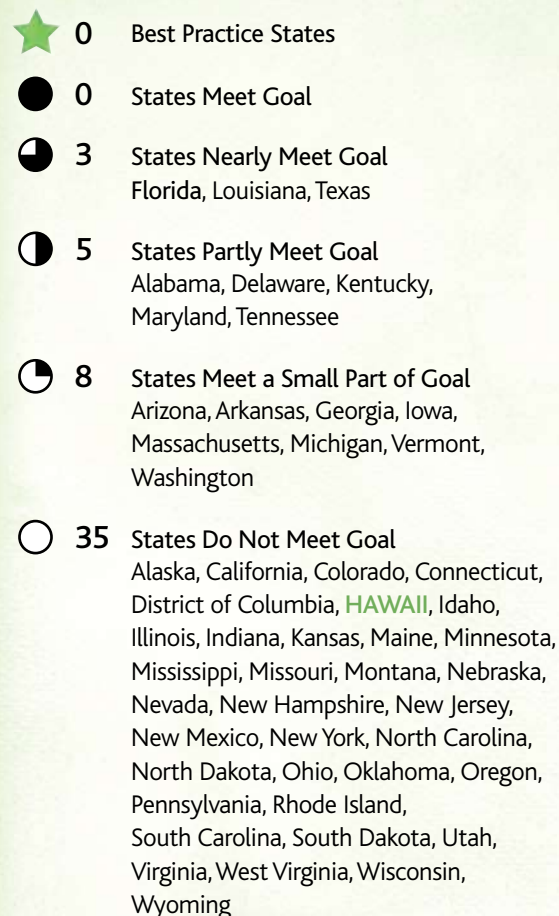 0 Best Practice States
0 States Meet Goal
3 States Nearly Meet Goal
Florida, Louisiana, Texas
5 States Partly Meet Goal
Alabama, Delaware, Kentucky,
Maryland, Tennessee
8 States Meet a Small Part of Goal
Arizona, Arkansas, Georgia, Iowa,
Massachusetts, Michigan, Vermont,
Washington
35 States Do Not Meet Goal
Alaska, California, Colorado, Connecticut,
District of Columbia, HAWAII, Idaho,
Illinois, Indiana, Kansas, Maine, Minnesota,
Mississippi, Missouri, Montana, Nebraska,
Nevada, New Hampshire, New Jersey,
New Mexico, New York, North Carolina,
North Dakota, Ohio, Oklahoma, Oregon,
Pennsylvania, Rhode Island,
South Carolina, South Dakota, Utah,
Virginia, West Virginia, Wisconsin,
Wyoming